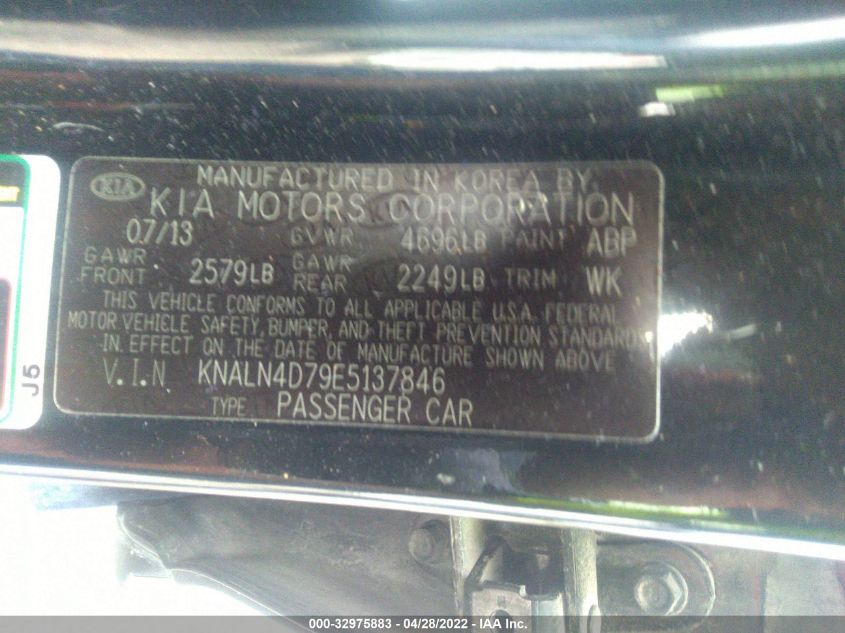 KIA
MANUFACTURED IN KOREA BY
KIA MOTORS CORPORATION
07/13 GVWR 4696LB PAINT ABP
GAWR FRONT 2579LB GAWR REAR 2249LB TRIM WK
THIS VEHICLE CONFORMS TO ALL APPLICABLE U.S.A. FEDERAL
MOTOR VEHICLE SAFETY, BUMPER, AND THEFT PREVENTION STANDARD
IN EFFECT ON THE DATE OF MANUFACTURE SHOWN ABOVE
V.I.N KNALN4D79E5137846
TYPE PASSENGER CAR
J5
000-32975883 - 04/28/2022 - IAA Inc.